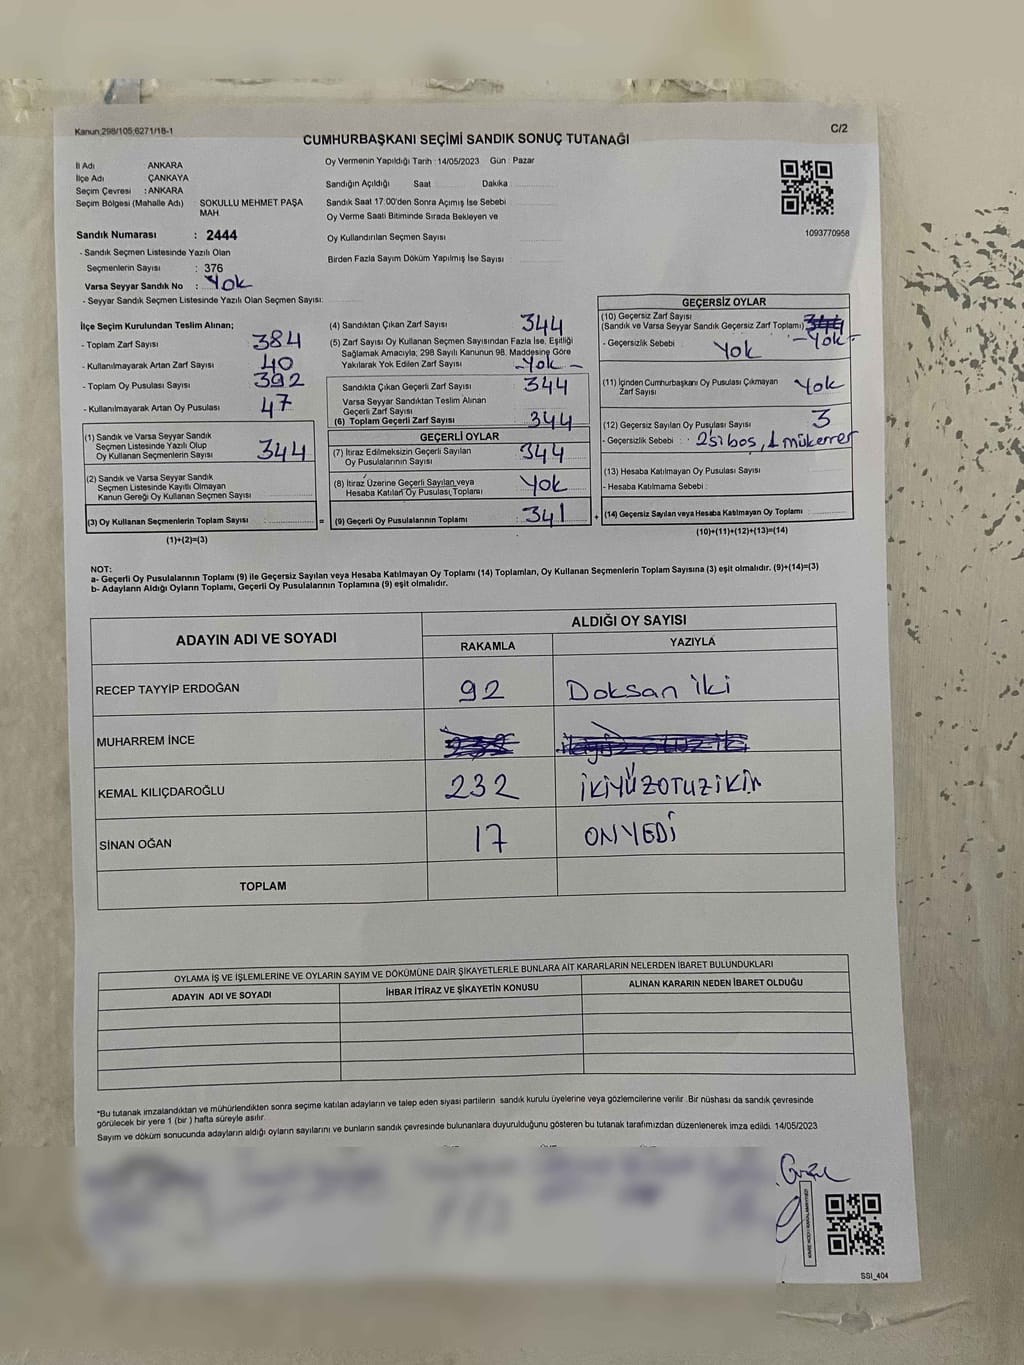 Kanun 298/105;6271/18-1
C/2
CUMHURBAŞKANI SEÇİMİ SANDIK SONUÇ TUTANAĞI
İl Adı ANKARA
İlçe Adı ÇANKAYA
Seçim Çevresi : ANKARA
Seçim Bölgesi (Mahalle Adı) SOKULLU MEHMET PAŞA MAH
Sandık Numarası : 2444
- Sandık Seçmen Listesinde Yazılı Olan
Seçmenlerin Sayısı : 376
Varsa Seyyar Sandık No : Yok
- Seyyar Sandık Seçmen Listesinde Yazılı Olan Seçmen Sayısı:
Oy Vermenin Yapıldığı Tarih : 14/05/2023 Gün : Pazar
Sandığın Açıldığı Saat Dakika
Sandık Saat 17:00'den Sonra Açımış İse Sebebi
Oy Verme Saati Bitiminde Sırada Bekleyen ve
Oy Kullandırılan Seçmen Sayısı
Birden Fazla Sayım Döküm Yapılmış İse Sayısı
1093770958
İlçe Seçim Kurulundan Teslim Alınan;
- Toplam Zarf Sayısı 384
- Kullanılmayarak Artan Zarf Sayısı 40
- Toplam Oy Pusulası Sayısı 392
- Kullanılmayarak Artan Oy Pusulası 47
(1) Sandık ve Varsa Seyyar Sandık
Seçmen Listesinde Yazılı Olup
Oy Kullanan Seçmenlerin Sayısı 344
(2) Sandık ve Varsa Seyyar Sandık
Seçmen Listesinde Kayıtlı Olmayan
Kanun Gereği Oy Kullanan Seçmen Sayısı
(3) Oy Kullanan Seçmenlerin Toplam Sayısı : =
(1)+(2)=(3)
(4) Sandıktan Çıkan Zarf Sayısı 344
(5) Zarf Sayısı Oy Kullanan Seçmen Sayısından Fazla İse, Eşitliği
Sağlamak Amacıyla; 298 Sayılı Kanunun 98. Maddesine Göre
Yakılarak Yok Edilen Zarf Sayısı - Yok -
Sandıkta Çıkan Geçerli Zarf Sayısı 344
Varsa Seyyar Sandıktan Teslim Alınan
Geçerli Zarf Sayısı
(6) Toplam Geçerli Zarf Sayısı 344
GEÇERLİ OYLAR
(7) İtiraz Edilmeksizin Geçerli Sayılan
Oy Pusulalarının Sayısı : 344
(8) İtiraz Üzerine Geçerli Sayılan veya
Hesaba Katılan Oy Pusulası Toplamı Yok
(9) Geçerli Oy Pusulalarının Toplamı : 341 +
GEÇERSİZ OYLAR
(10) Geçersiz Zarf Sayısı
(Sandık ve Varsa Seyyar Sandık Geçersiz Zarf Toplamı) 344 - Yok -
- Geçersizlik Sebebi : Yok
(11) İçinden Cumhurbaşkanı Oy Pusulası Çıkmayan
Zarf Sayısı Yok
(12) Geçersiz Sayılan Oy Pusulası Sayısı 3
- Geçersizlik Sebebi : boş, 1 mükerrer
(13) Hesaba Katılmayan Oy Pusulası Sayısı
- Hesaba Katılmama Sebebi :
(14) Geçersiz Sayılan veya Hesaba Katılmayan Oy Toplamı :
(10)+(11)+(12)+(13)=(14)
NOT:
a- Geçerli Oy Pusulalarının Toplamı (9) ile Geçersiz Sayılan veya Hesaba Katılmayan Oy Toplamı (14) Toplamları, Oy Kullanan Seçmenlerin Toplam Sayısına (3) eşit olmalıdır. (9)+(14)=(3)
b- Adayların Aldığı Oyların Toplamı, Geçerli Oy Pusulalarının Toplamına (9) eşit olmalıdır.
ADAYIN ADI VE SOYADI
ALDIĞI OY SAYISI
RAKAMLA YAZIYLA
RECEP TAYYİP ERDOĞAN 92 Doksan iki
MUHARREM İNCE 232
KEMAL KILIÇDAROĞLU 232
SİNAN OĞAN 17 ONYEDİ
TOPLAM
OYLAMA İŞ VE İŞLEMLERİNE VE OYLARIN SAYIM VE DÖKÜMÜNE DAİR ŞİKAYETLERLE BUNLARA AİT KARARLARIN NELERDEN İBARET BULUNDUKLARI
ADAYIN ADI VE SOYADI İHBAR İTİRAZ VE ŞİKAYETİN KONUSU ALINAN KARARIN NEDEN İBARET OLDUĞU
*Bu tutanak imzalandıktan ve mühürlendikten sonra seçime katılan adayların ve talep eden siyasi partilerin sandık kurulu üyelerine veya gözlemcilerine verilir .Bir nüshası da sandık çevresinde
görülecek bir yere 1 (bir ) hafta süreyle asılır.
Sayım ve döküm sonucunda adayların aldığı oyların sayılarını ve bunların sandık çevresinde bulunanlara duyurulduğunu gösteren bu tutanak tarafımızdan düzenlenerek imza edildi. 14/05/2023
SSI_404